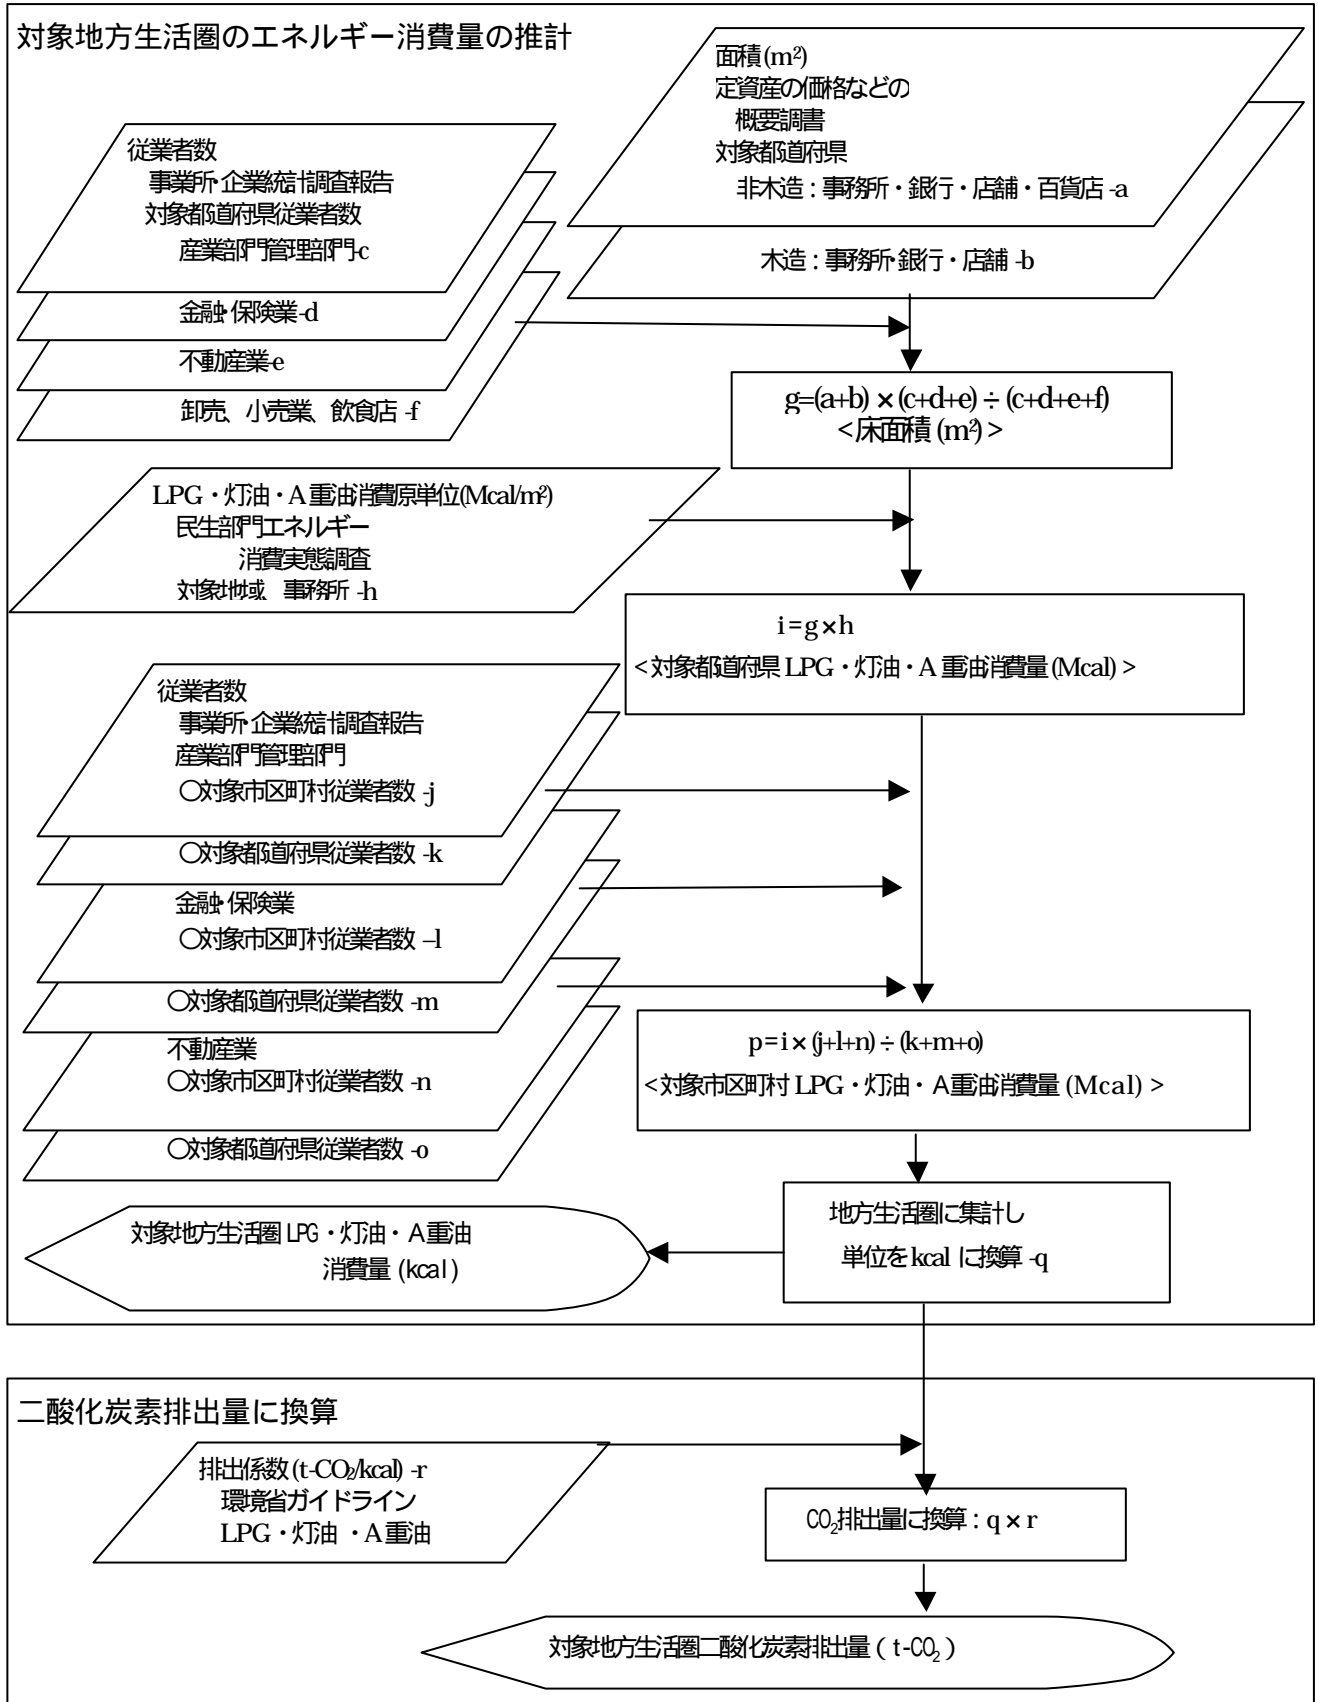 対象地方生活圏のエネルギー消費量の推計
面積(m²)
定資産の価格などの
概要調書
対象都道府県
非木造：事務所・銀行・店舗・百貨店 -a
木造：事務所・銀行・店舗 -b
従業者数
事業所・企業統計調査報告
対象都道府県従業者数
産業部門管理部門-c
金融・保険業-d
不動産業-e
卸売、小売業、飲食店 -f
g=(a+b)×(c+d+e)÷(c+d+e+f)
<床面積(m²)>
LPG・灯油・A重油消費原単位(Mcal/m²)
民生部門エネルギー
消費実態調査
対象地域、事務所 -h
i=g×h
<対象都道府県LPG・灯油・A重油消費量(Mcal)>
従業者数
事業所・企業統計調査報告
産業部門管理部門
○対象市区町村従業者数 -j
○対象都道府県従業者数 -k
金融・保険業
○対象市区町村従業者数 –l
○対象都道府県従業者数 -m
不動産業
○対象市区町村従業者数 -n
○対象都道府県従業者数 -o
p=i×(j+l+n)÷(k+m+o)
<対象市区町村LPG・灯油・A重油消費量(Mcal)>
地方生活圏に集計し
単位をkcalに換算 -q
対象地方生活圏LPG・灯油・A重油
消費量(kcal)
二酸化炭素排出量に換算
排出係数(t-CO₂/kcal) -r
環境省ガイドライン
LPG・灯油・A重油
CO₂排出量に換算：q×r
対象地方生活圏二酸化炭素排出量（t-CO₂）